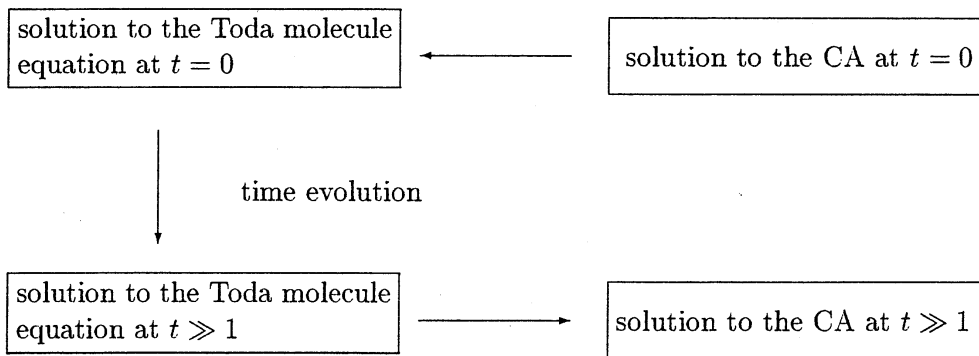 solution to the Toda molecule
equation at t = 0
solution to the CA at t = 0
time evolution
solution to the Toda molecule
equation at t ≫ 1
solution to the CA at t ≫ 1